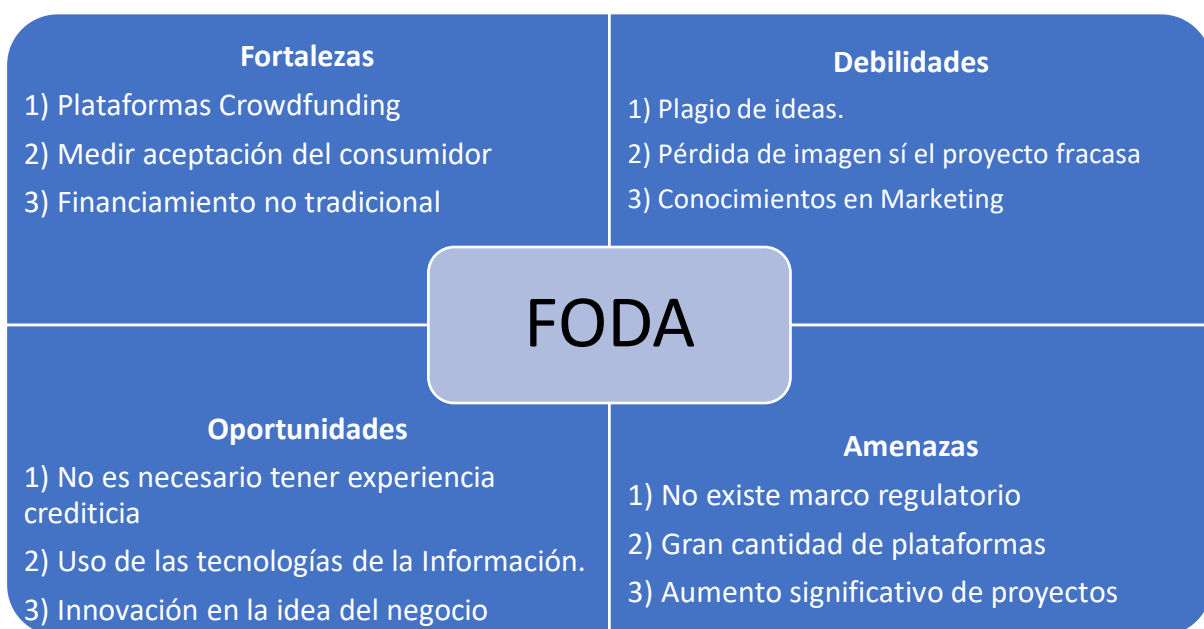 Fortalezas
1) Plataformas Crowdfunding
2) Medir aceptación del consumidor
3) Financiamiento no tradicional
Debilidades
1) Plagio de ideas.
2) Pérdida de imagen sí el proyecto fracasa
3) Conocimientos en Marketing
FODA
Oportunidades
1) No es necesario tener experiencia
crediticia
2) Uso de las tecnologías de la Información.
3) Innovación en la idea del negocio
Amenazas
1) No existe marco regulatorio
2) Gran cantidad de plataformas
3) Aumento significativo de proyectos